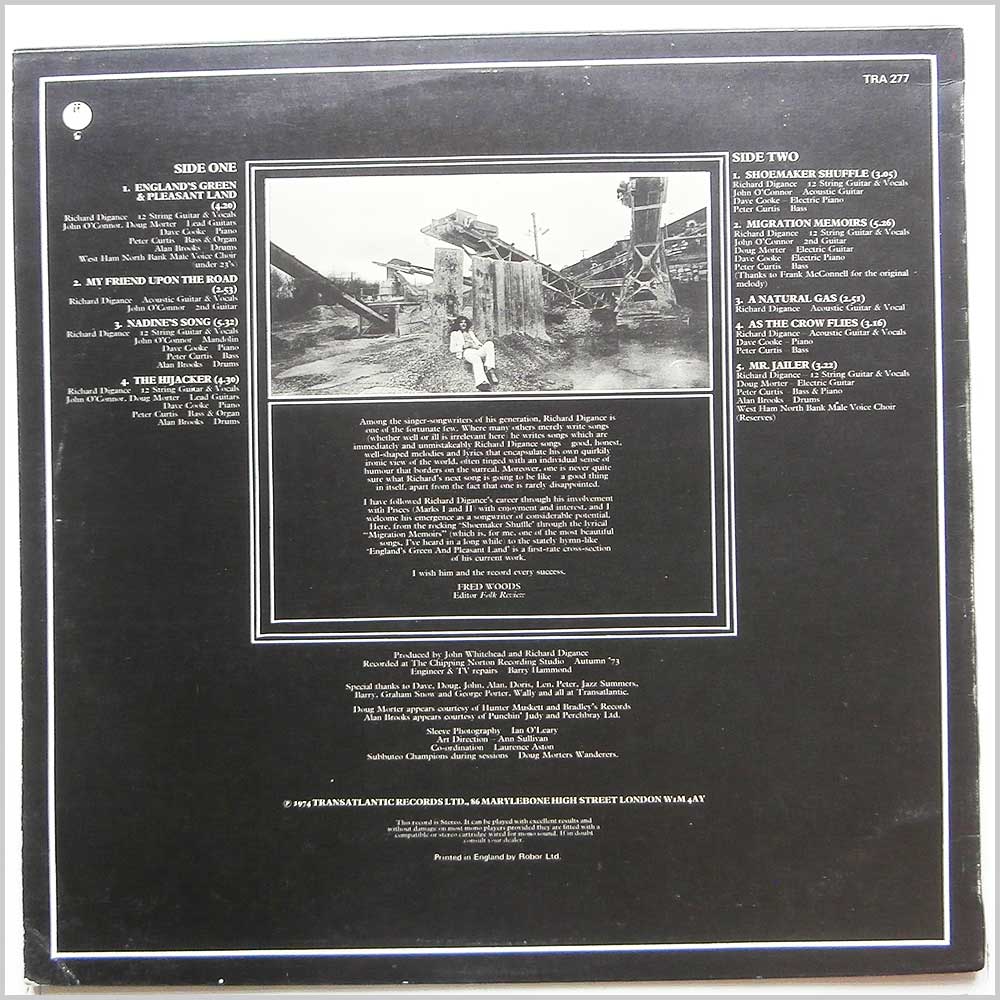 TRA 277
SIDE ONE
1. ENGLAND'S GREEN
& PLEASANT LAND
(4.20)
Richard Digance 12 String Guitar & Vocals
John O'Connor, Doug Morter Lead Guitars
Dave Cooke Piano
Peter Curtis Bass & Organ
Alan Brooks Drums
West Ham North Bank Male Voice Choir
(under 23's)
2. MY FRIEND UPON THE ROAD
(2.53)
Richard Digance Acoustic Guitar & Vocals
John O'Connor 2nd Guitar
3. NADINE'S SONG (5.32)
Richard Digance 12 String Guitar & Vocals
John O'Connor Mandolin
Dave Cooke Piano
Peter Curtis Bass
Alan Brooks Drums
4. THE HIJACKER (4.30)
Richard Digance 12 String Guitar & Vocals
John O'Connor, Doug Morter Lead Guitars
Dave Cooke Piano
Peter Curtis Bass & Organ
Alan Brooks Drums
SIDE TWO
1. SHOEMAKER SHUFFLE (3.05)
Richard Digance 12 String Guitar & Vocals
John O'Connor Acoustic Guitar
Dave Cooke – Electric Piano
Peter Curtis Bass
2. MIGRATION MEMOIRS (5.26)
Richard Digance 12 String Guitar & Vocals
John O'Connor 2nd Guitar
Doug Morter Electric Guitar
Dave Cooke Electric Piano
Peter Curtis Bass
(Thanks to Frank McConnell for the original
melody)
3. A NATURAL GAS (2.51)
Richard Digance Acoustic Guitar & Vocal
4. AS THE CROW FLIES (3.16)
Richard Digance – Acoustic Guitar & Vocals
Dave Cooke – Piano
Peter Curtis Bass
5. MR. JAILER (3.22)
Richard Digance 12 String Guitar & Vocals
Doug Morter – Electric Guitar
Peter Curtis Bass & Piano
Alan Brooks Drums
West Ham North Bank Male Voice Choir
(Reserves)
Among the singer-songwriters of his generation, Richard Digance is
one of the fortunate few. Where many others merely write songs
(whether well or ill is irrelevant here) he writes songs which are
immediately and unmistakeably Richard Digance songs good, honest,
well-shaped melodies and lyrics that encapsulate his own quirkily
ironic view of the world, often tinged with an individual sense of
humour that borders on the surreal. Moreover, one is never quite
sure what Richard's next song is going to be like a good thing
in itself, apart from the fact that one is rarely disappointed.
I have followed Richard Digance's career through his involvement
with Pisces (Marks I and II) with enjoyment and interest, and I
welcome his emergence as a songwriter of considerable potential.
Here, from the rocking 'Shoemaker Shuffle' through the lyrical
"Migration Memoirs" (which is, for me, one of the most beautiful
songs, I've heard in a long while) to the stately hymn-like
'England's Green And Pleasant Land' is a first-rate cross-section
of his current work.
I wish him and the record every success.
FRED WOODS
Editor Folk Review
Produced by John Whitehead and Richard Digance
Recorded at The Chipping Norton Recording Studio Autumn '73
Engineer & TV repairs Barry Hammond
Special thanks to Dave, Doug, John, Alan, Doris, Len, Peter, Jazz Summers,
Barry, Graham Snow and George Porter, Wally and all at Transatlantic.
Doug Morter appears courtesy of Hunter Muskett and Bradley's Records
Alan Brooks appears courtesy of Punchin' Judy and Perchbray Ltd.
Sleeve Photography Ian O'Leary
Art Direction – Ann Sullivan
Co-ordination Laurence Aston
Subbuteo Champions during sessions Doug Morters Wanderers.
℗ 1974 TRANSATLANTIC RECORDS LTD., 86 MARYLEBONE HIGH STREET LONDON W1M 4AY
This record is Stereo. It can be played with excellent results and
without damage on most mono players provided they are fitted with a
compatible or stereo cartridge wired for mono sound. If in doubt
consult your dealer.
Printed in England by Robor Ltd.